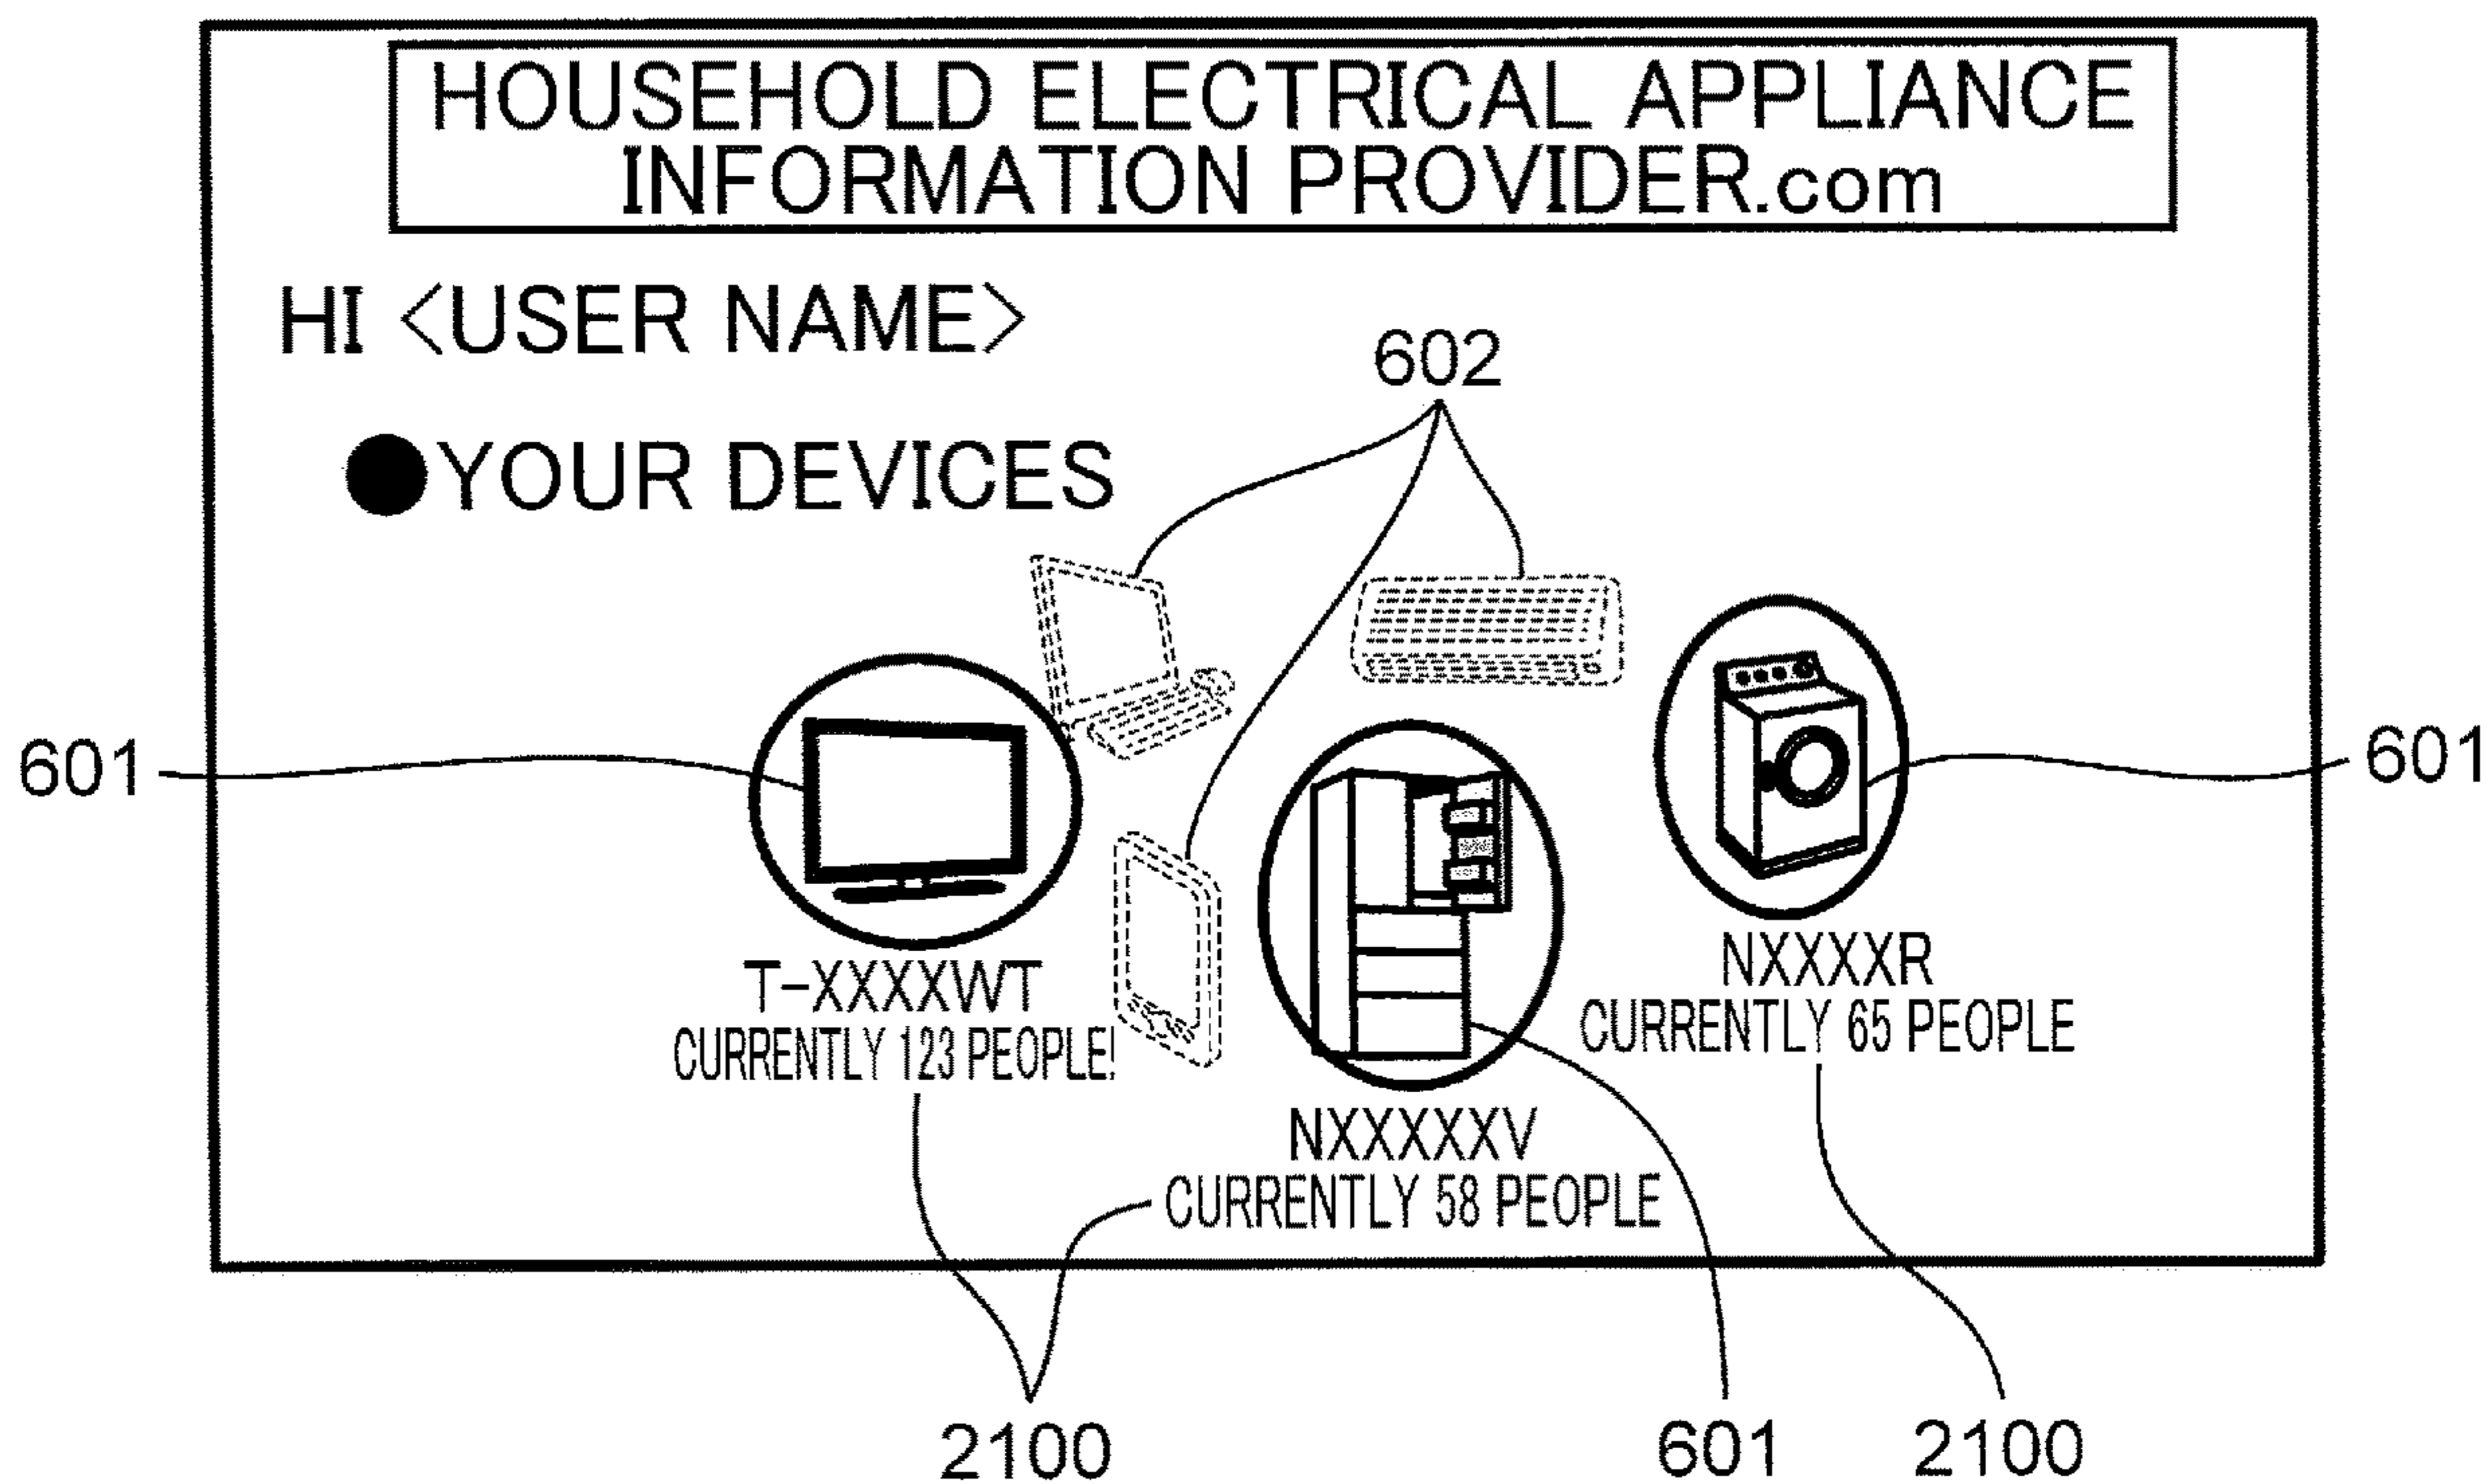 HOUSEHOLD ELECTRICAL APPLIANCE
INFORMATION PROVIDER.com
HI <USER NAME>
602
●YOUR DEVICES
601
601
T-XXXXWT
CURRENTLY 123 PEOPLE!
NXXXXR
CURRENTLY 65 PEOPLE
NXXXXXV
CURRENTLY 58 PEOPLE
2100
601
2100